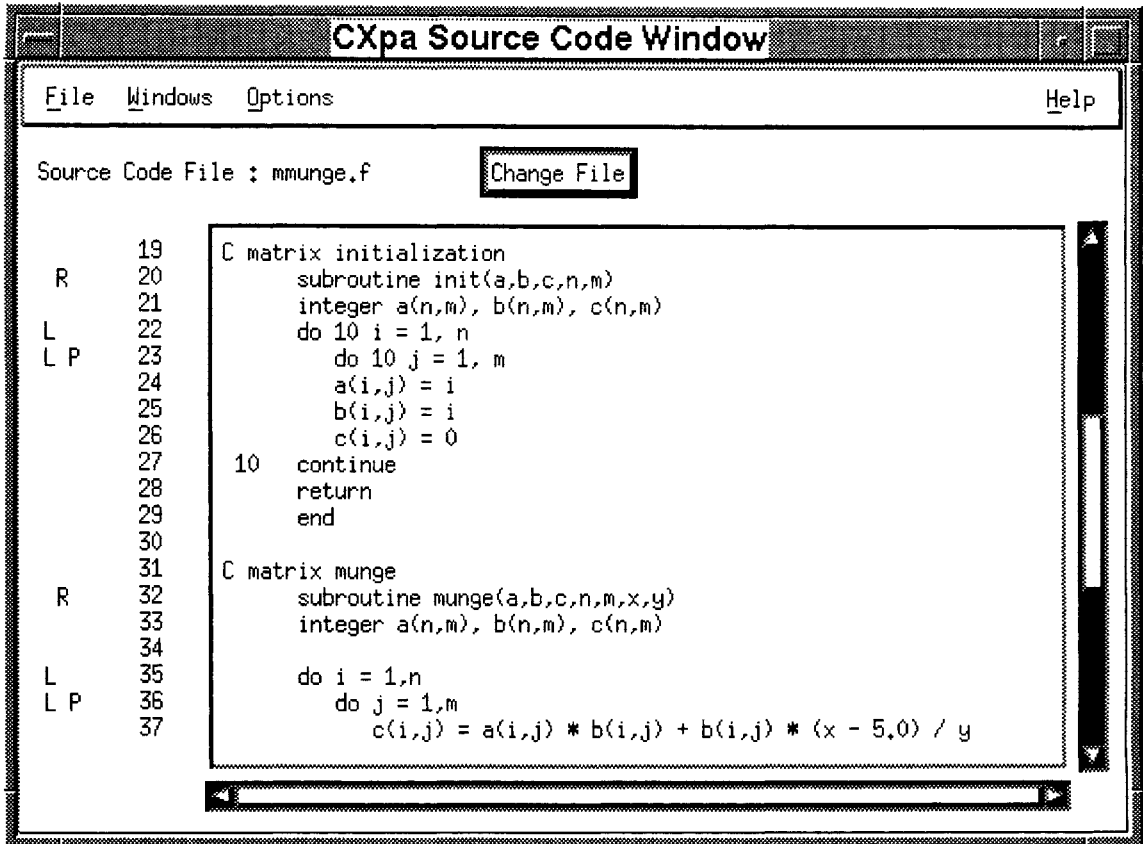 CXpa Source Code Window
File Windows Options Help
Source Code File : mmunge.f Change File
19 C matrix initialization
R 20 subroutine init(a,b,c,n,m)
21 integer a(n,m), b(n,m), c(n,m)
L 22 do 10 i = 1, n
L P 23 do 10 j = 1, m
24 a(i,j) = i
25 b(i,j) = i
26 c(i,j) = 0
27 10 continue
28 return
29 end
30
31 C matrix munge
R 32 subroutine munge(a,b,c,n,m,x,y)
33 integer a(n,m), b(n,m), c(n,m)
34
L 35 do i = 1,n
L P 36 do j = 1,m
37 c(i,j) = a(i,j) * b(i,j) + b(i,j) * (x - 5.0) / y